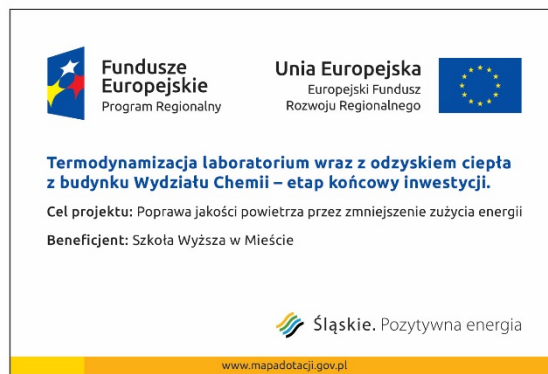 Fundusze
Europejskie
Program Regionalny
Unia Europejska
Europejski Fundusz
Rozwoju Regionalnego
Termodynamizacja laboratorium wraz z odzyskiem ciepła
z budynku Wydziału Chemii – etap końcowy inwestycji.
Cel projektu: Poprawa jakości powietrza przez zmniejszenie zużycia energii
Beneficjent: Szkoła Wyższa w Mieście
Śląskie. Pozytywna energia
www.mapadotacji.gov.pl